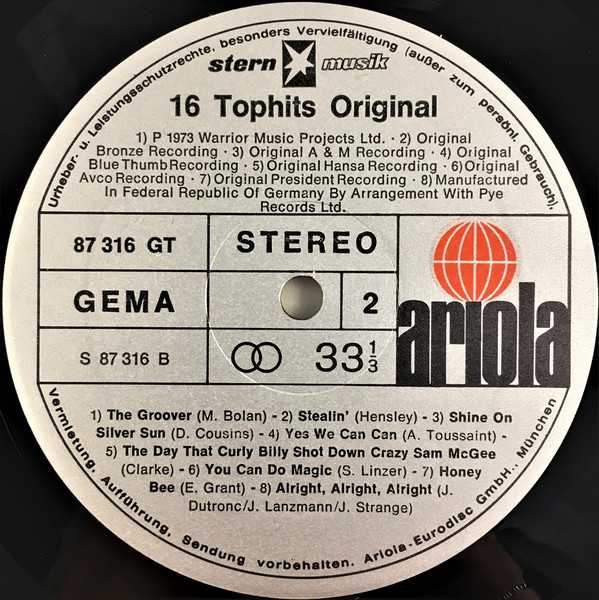 Urheber- u. Leistungsschutzrechte, besonders Vervielfältigung (außer zum persönl. Gebrauch),
stern musik
16 Tophits Original
1) P 1973 Warrior Music Projects Ltd. · 2) Original
Bronze Recording · 3) Original A & M Recording · 4) Original
Blue Thumb Recording · 5) Original Hansa Recording · 6) Original
Avco Recording · 7) Original President Recording · 8) Manufactured
In Federal Republic Of Germany By Arrangement With Pye
Records Ltd.
87 316 GT
STEREO
GEMA
2
S 87 316 B
33 1/3
ariola
1) The Groover (M. Bolan) - 2) Stealin' (Hensley) - 3) Shine On
Silver Sun (D. Cousins) - 4) Yes We Can Can (A. Toussaint) -
5) The Day That Curly Billy Shot Down Crazy Sam McGee
(Clarke) - 6) You Can Do Magic (S. Linzer) - 7) Honey
Bee (E. Grant) - 8) Alright, Alright, Alright (J.
Dutronc/J. Lanzmann/J. Strange)
Vermietung, Aufführung, Sendung vorbehalten. Ariola-Eurodisc GmbH., München